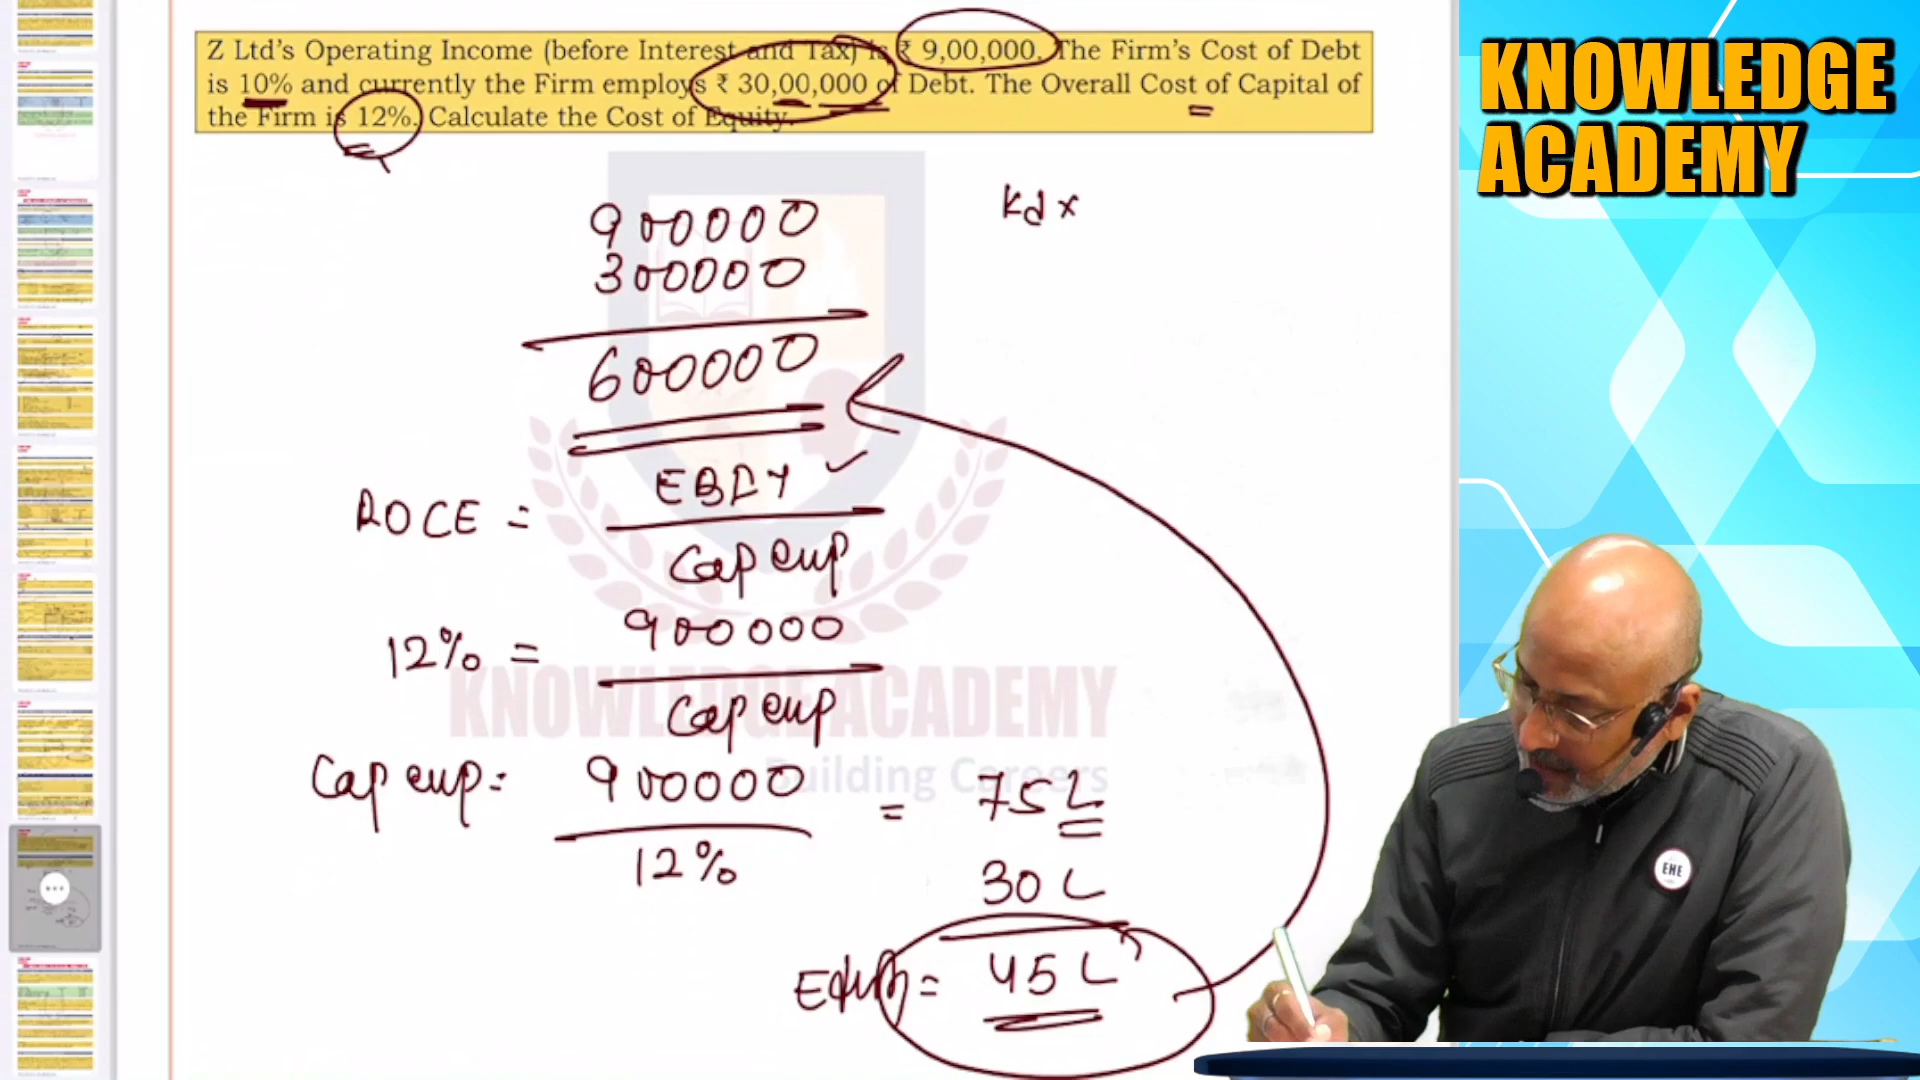 Z Ltd's Operating Income (before Interest and Tax) is ₹ 9,00,000. The Firm's Cost of Debt
is 10% and currently the Firm employs ₹ 30,00,000 of Debt. The Overall Cost of Capital of
the Firm is 12%. Calculate the Cost of Equity.
KNOWLEDGE
ACADEMY
Kd x
900000
300000
600000
ROCE = EBIT
Cap emp
12% = 900000
Cap emp
KNOWLEDGE ACADEMY
Building Careers
Cap emp = 900000 = 75L
12%
30 L
Equity = 45 L
EHE